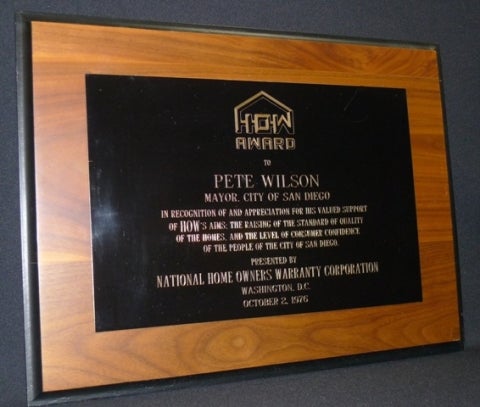 HOW
AWARD
TO
PETE WILSON
MAYOR, CITY OF SAN DIEGO
IN RECOGNITION OF AND APPRECIATION FOR HIS VALUED SUPPORT
OF HOW'S AIMS: THE RAISING OF THE STANDARD OF QUALITY
OF THE HOMES, AND THE LEVEL OF CONSUMER CONFIDENCE
OF THE PEOPLE OF THE CITY OF SAN DIEGO.
PRESENTED BY
NATIONAL HOME OWNERS WARRANTY CORPORATION
WASHINGTON, D.C.
OCTOBER 2, 1976